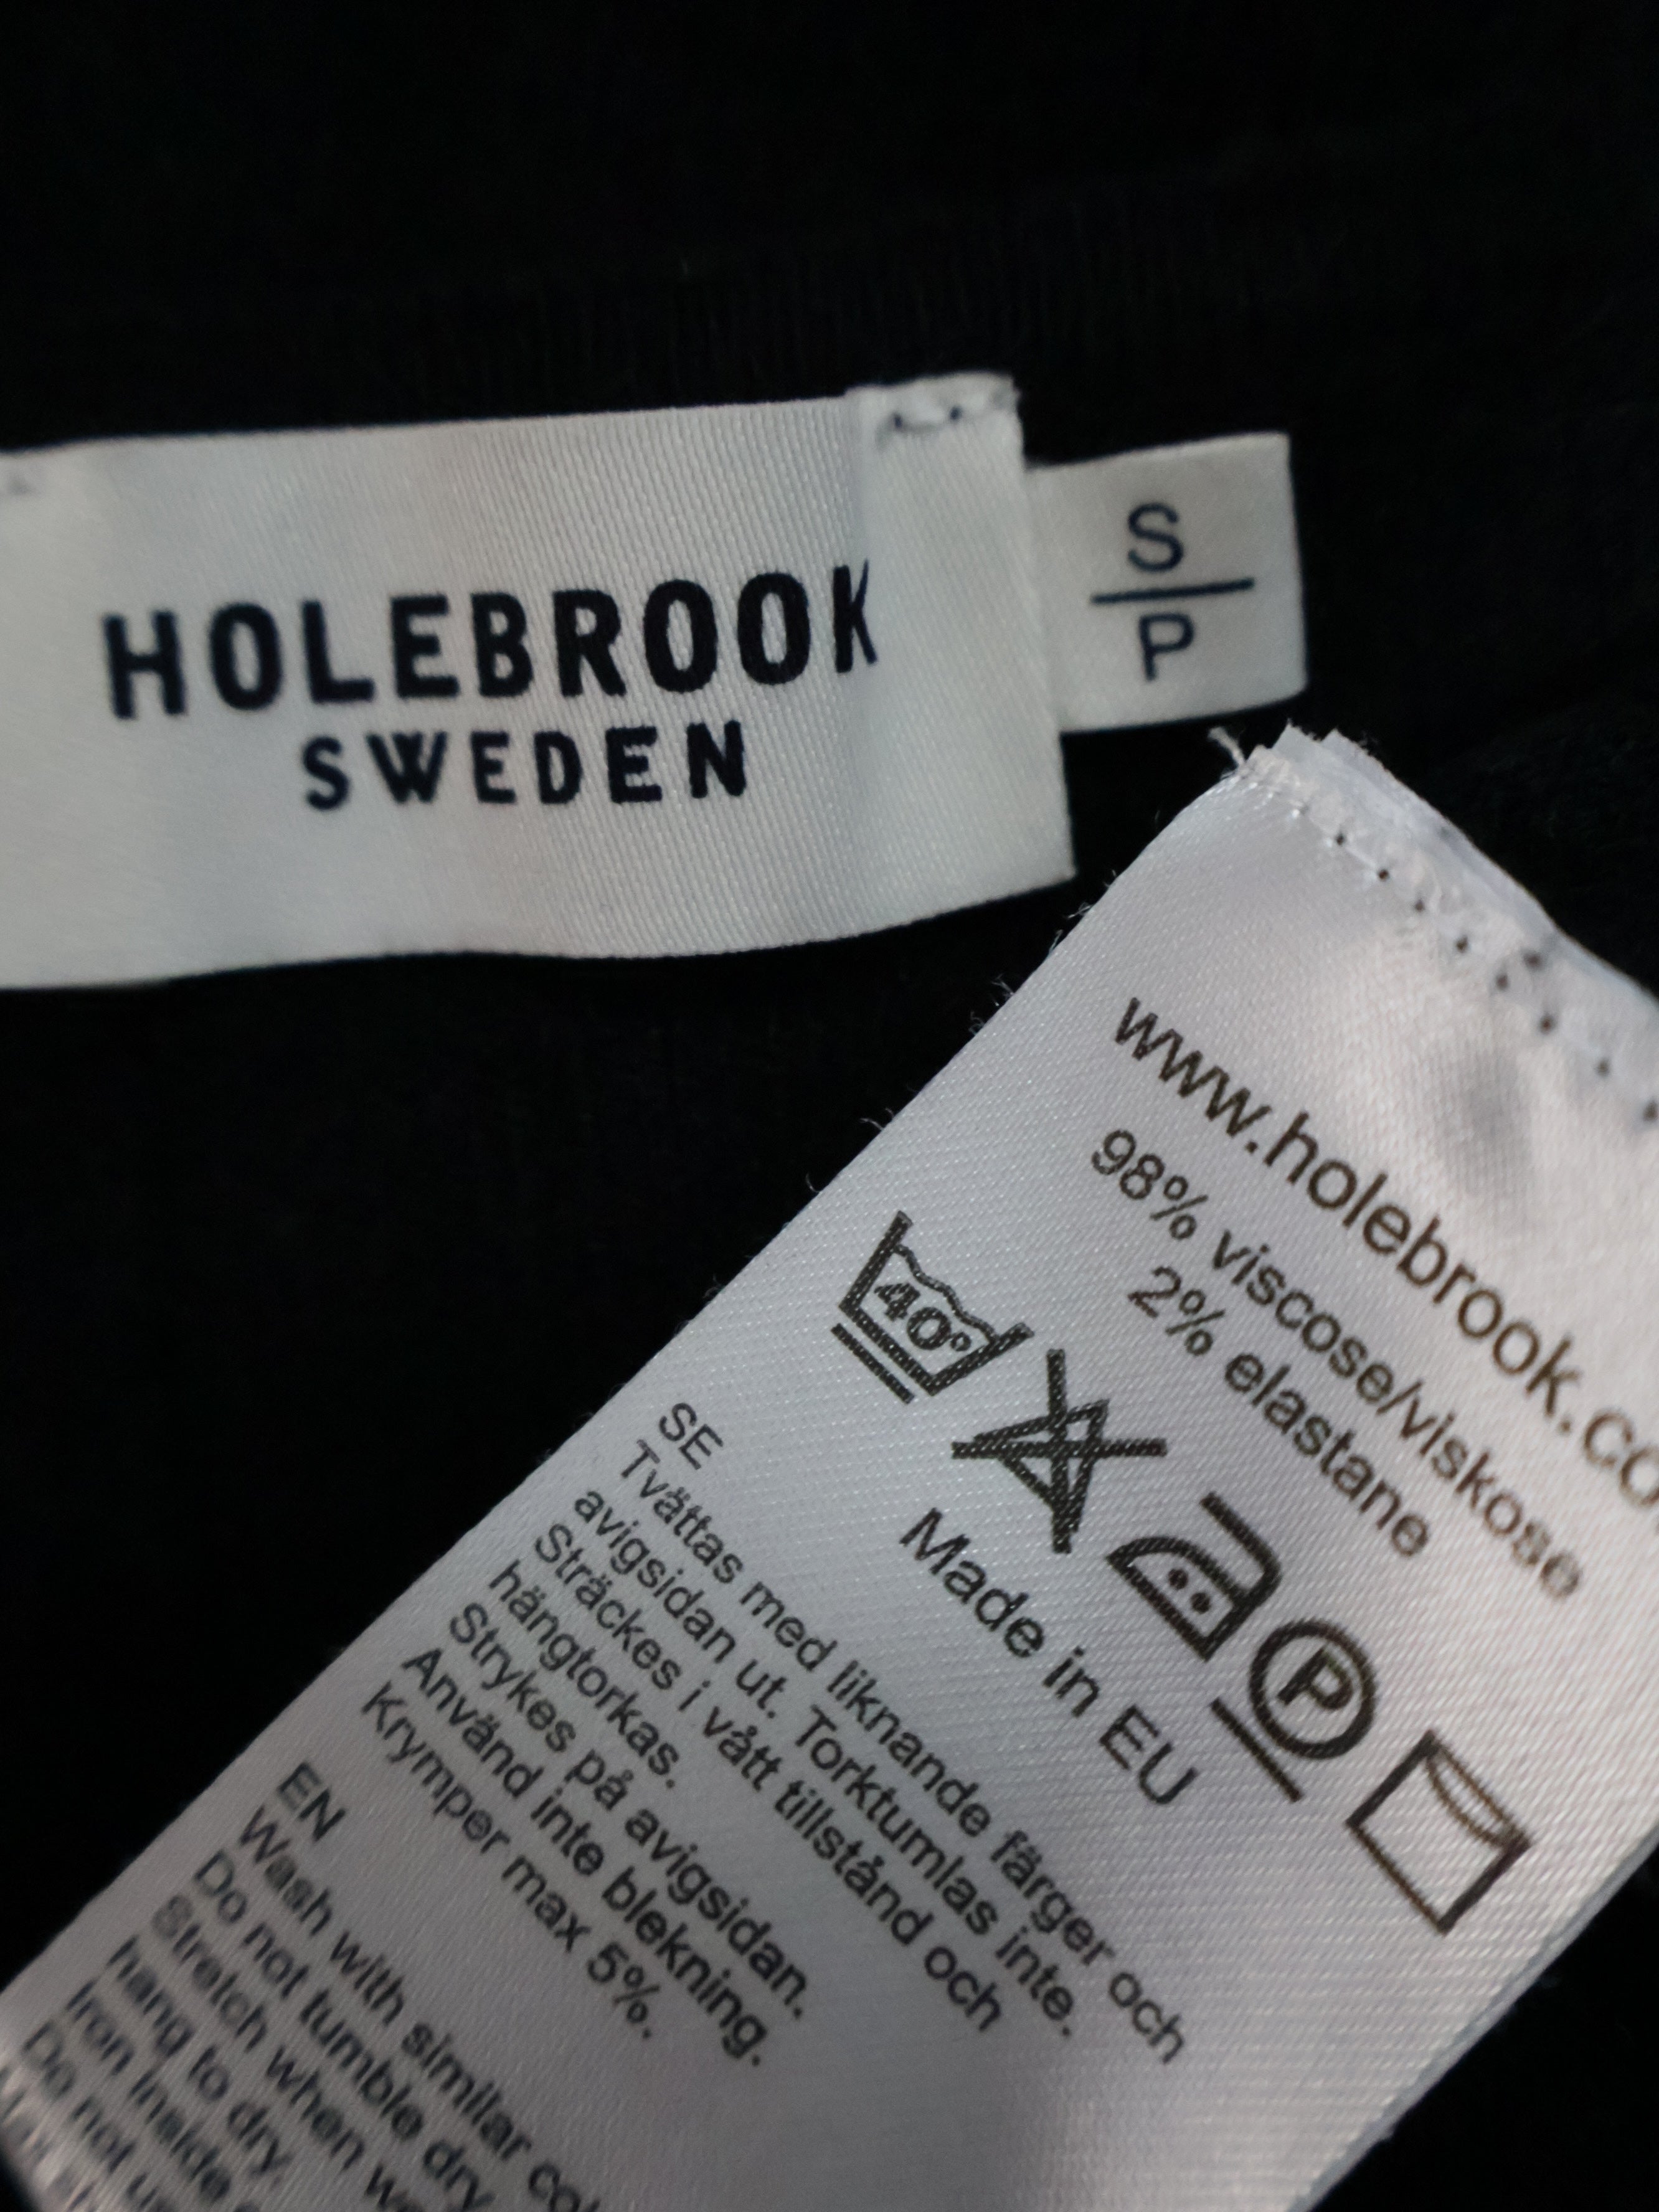 HOLEBROOK
SWEDEN
S
P
www.holebrook.co
98% viscose/viskose
2% elastane
40°
P
Made in EU
SE
Tvättas med liknande färger och
avigsidan ut. Torktumlas inte.
Sträckes i vått tillstånd och
hängtorkas.
Strykes på avigsidan.
Använd inte blekning.
Krymper max 5%.
EN
Wash with similar
Do not tumble dry
Stretch when
hang to dry.
Iron inside
Do not